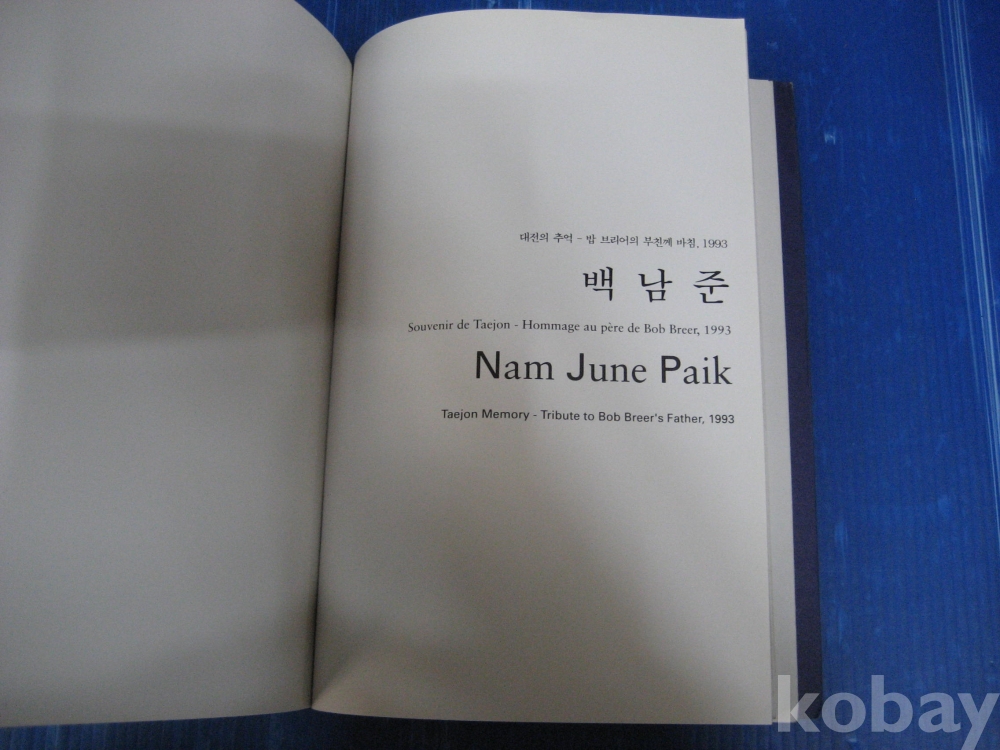 대전의 추억 - 밥 브리어의 부친께 바침, 1993
백 남 준
Souvenir de Taejon - Hommage au père de Bob Breer, 1993
Nam June Paik
Taejon Memory - Tribute to Bob Breer's Father, 1993
kobay